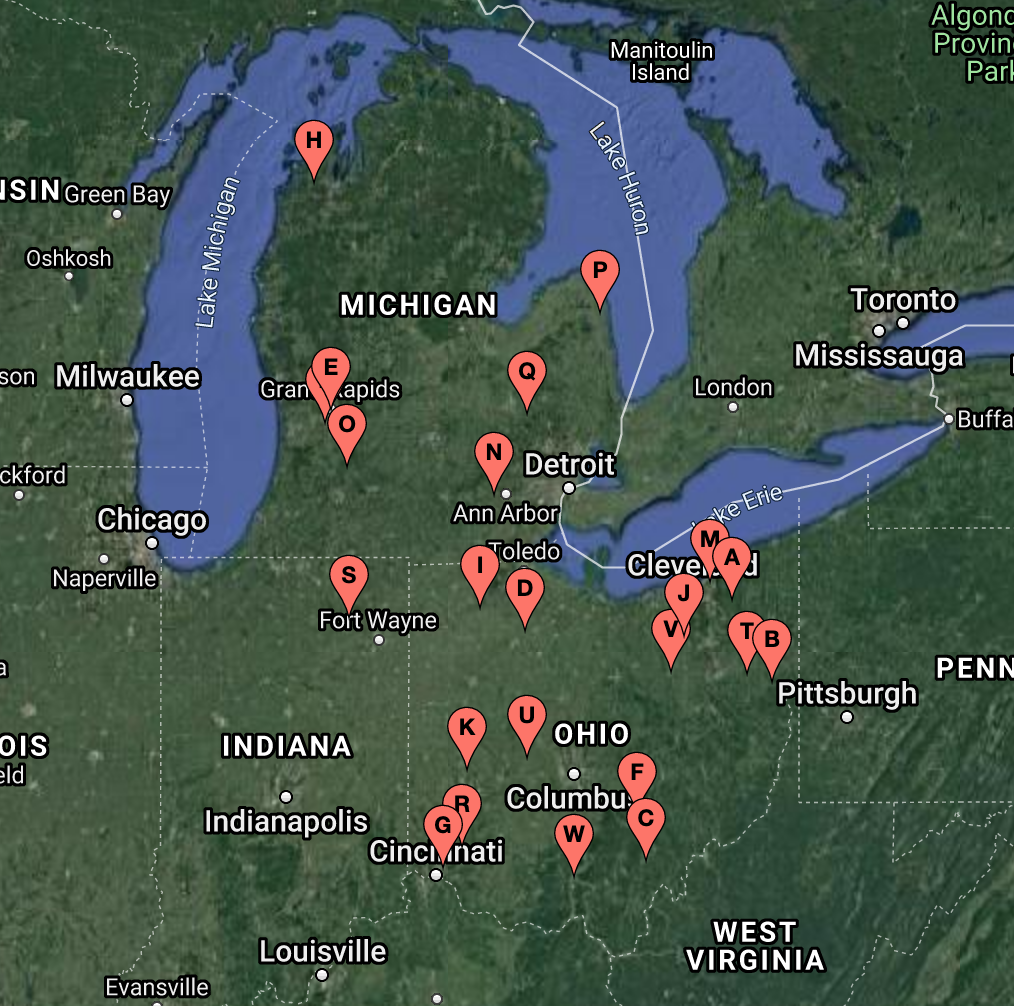 Algon
Provin
Park
Manitoulin
Island
H
Lake Huron
NSIN
Green Bay
Lake Michigan
Oshkosh
P
MICHIGAN
Toronto
Mississauga
son
Milwaukee
E
Grand Rapids
Q
London
O
Buffa
ckford
N
Detroit
Chicago
Ann Arbor
Lake Erie
Naperville
S
I
Toledo
M
Cleveland
A
D
J
Fort Wayne
V
T
B
PENN
Pittsburgh
K
U
OIS
INDIANA
OHIO
eld
F
Indianapolis
Columbus
R
G
C
W
Cincinnati
WEST
VIRGINIA
Louisville
Evansville